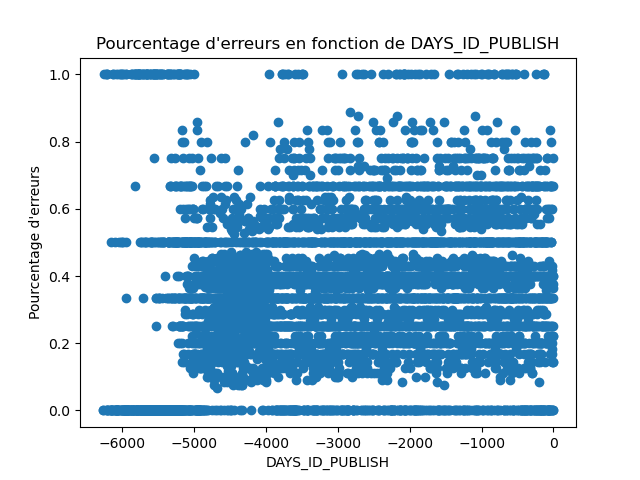 Pourcentage d'erreurs en fonction de DAYS_ID_PUBLISH
1.0
0.8
0.6
0.4
0.2
0.0
Pourcentage d'erreurs
−6000 −5000 −4000 −3000 −2000 −1000 0
DAYS_ID_PUBLISH